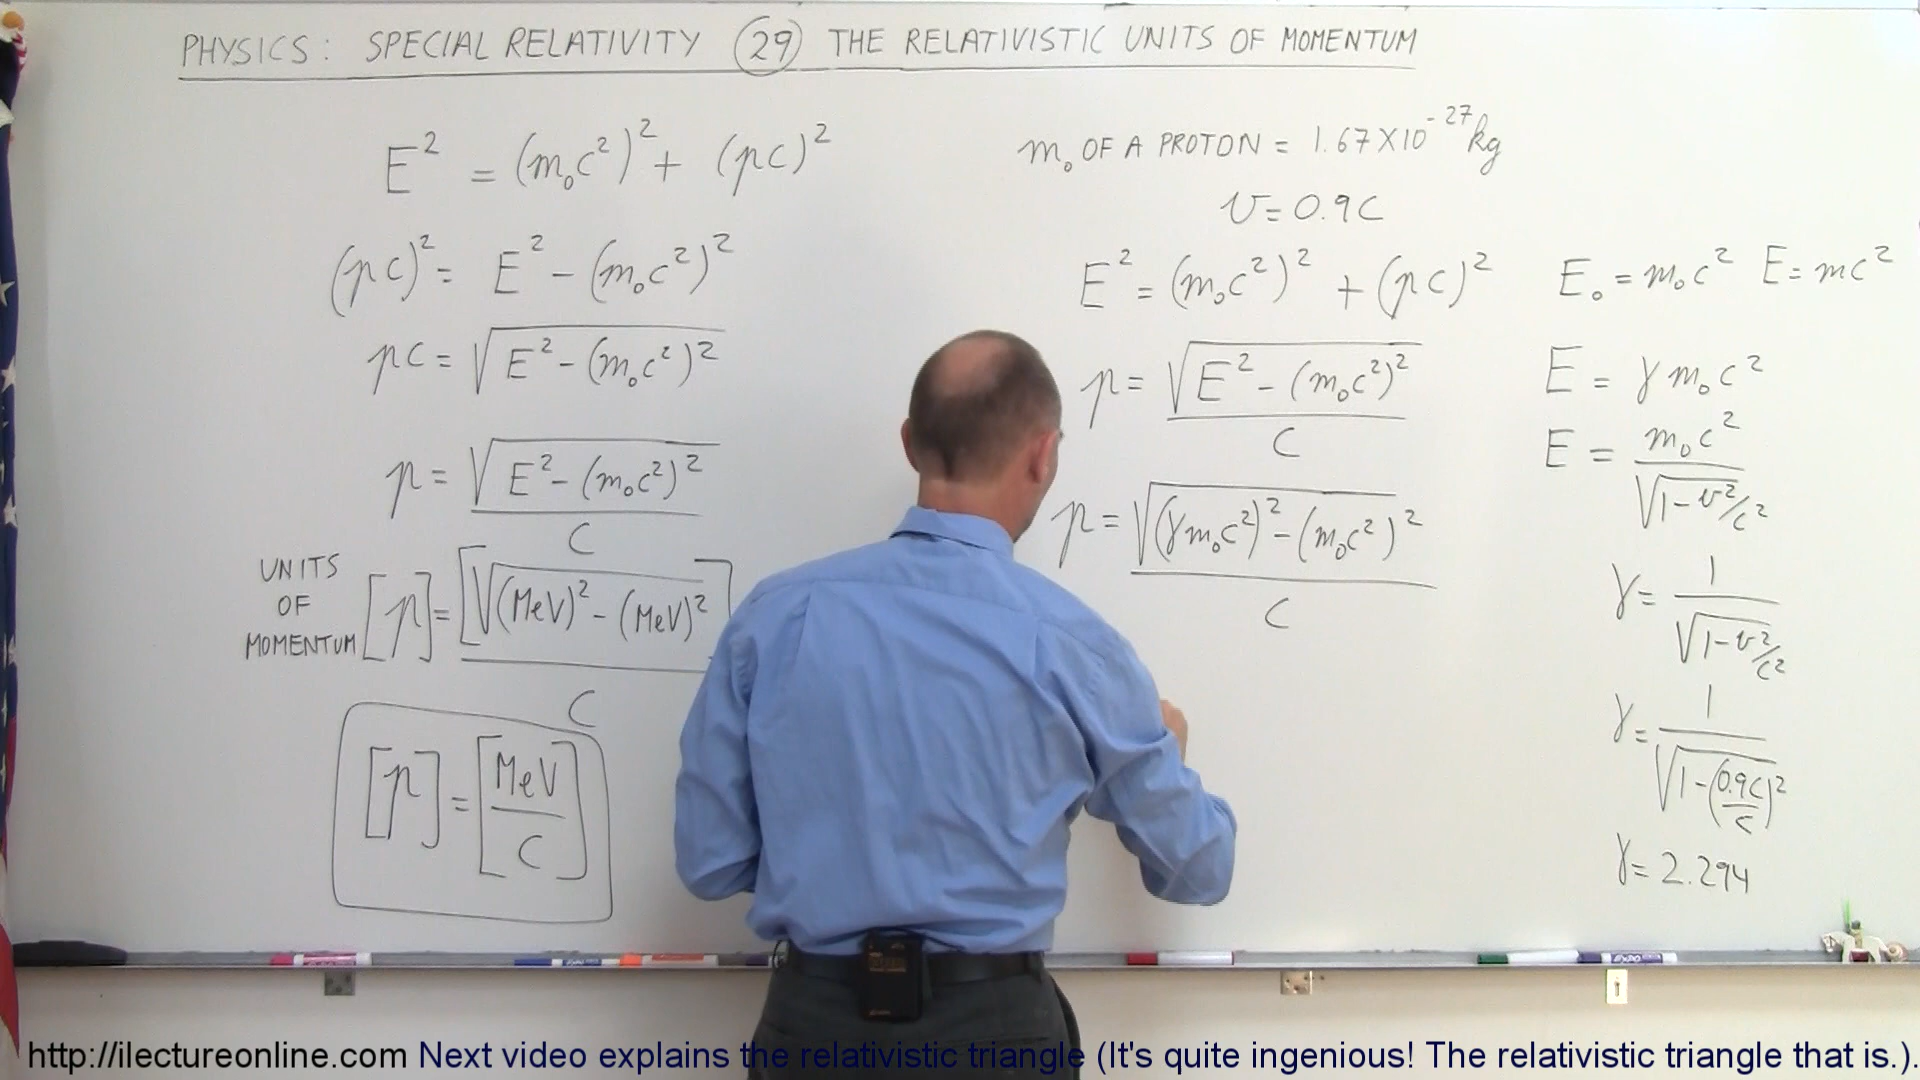 PHYSICS: SPECIAL RELATIVITY (29) THE RELATIVISTIC UNITS OF MOMENTUM
E² = (m₀c²)² + (pc)²
(pc)² = E² - (m₀c²)²
pc = √(E² - (m₀c²)²)
p = √(E² - (m₀c²)²) / C
UNITS OF MOMENTUM [p] = [√((MeV)² - (MeV)²) / C]
[p] = [MeV / C]
m₀ OF A PROTON = 1.67 X 10⁻²⁷ kg
v = 0.9C
E² = (m₀c²)² + (pc)²
p = √(E² - (m₀c²)²) / C
p = √((γm₀c²)² - (m₀c²)²) / C
E₀ = m₀c² E = mc²
E = γm₀c²
E = m₀c² / √(1 - v²/c²)
γ = 1 / √(1 - v²/c²)
γ = 1 / √(1 - (0.9C/C)²)
γ = 2.294
EXPO
EXPO
http://ilectureonline.com Next video explains the relativistic triangle (It's quite ingenious! The relativistic triangle that is.).